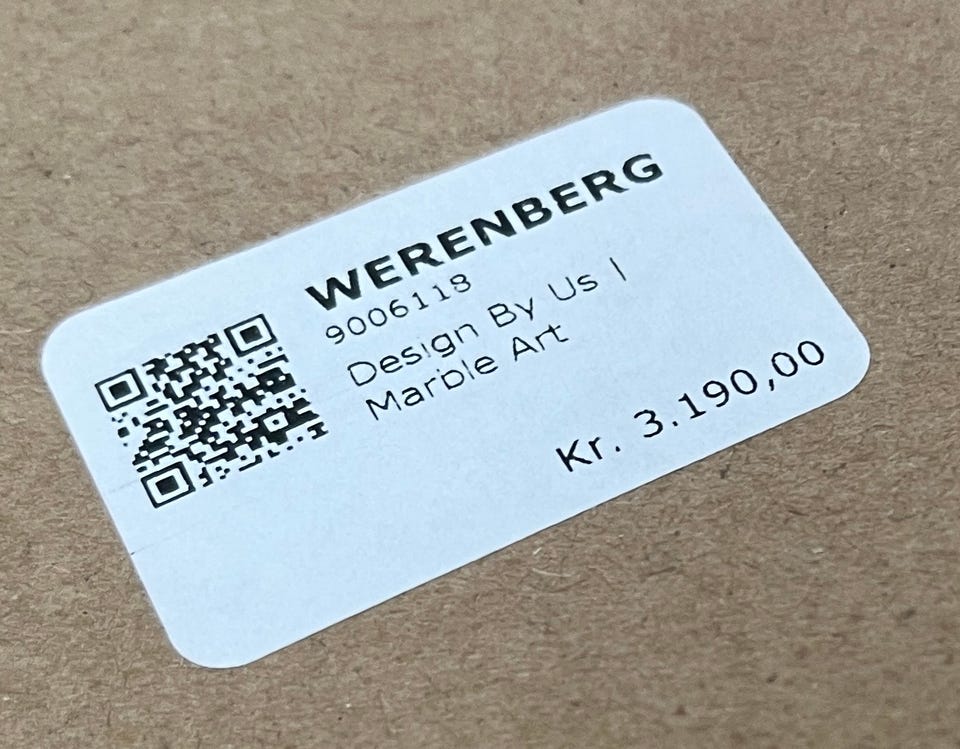 WERENBERG
9006118
Design By Us |
Marble Art
Kr. 3.190,00